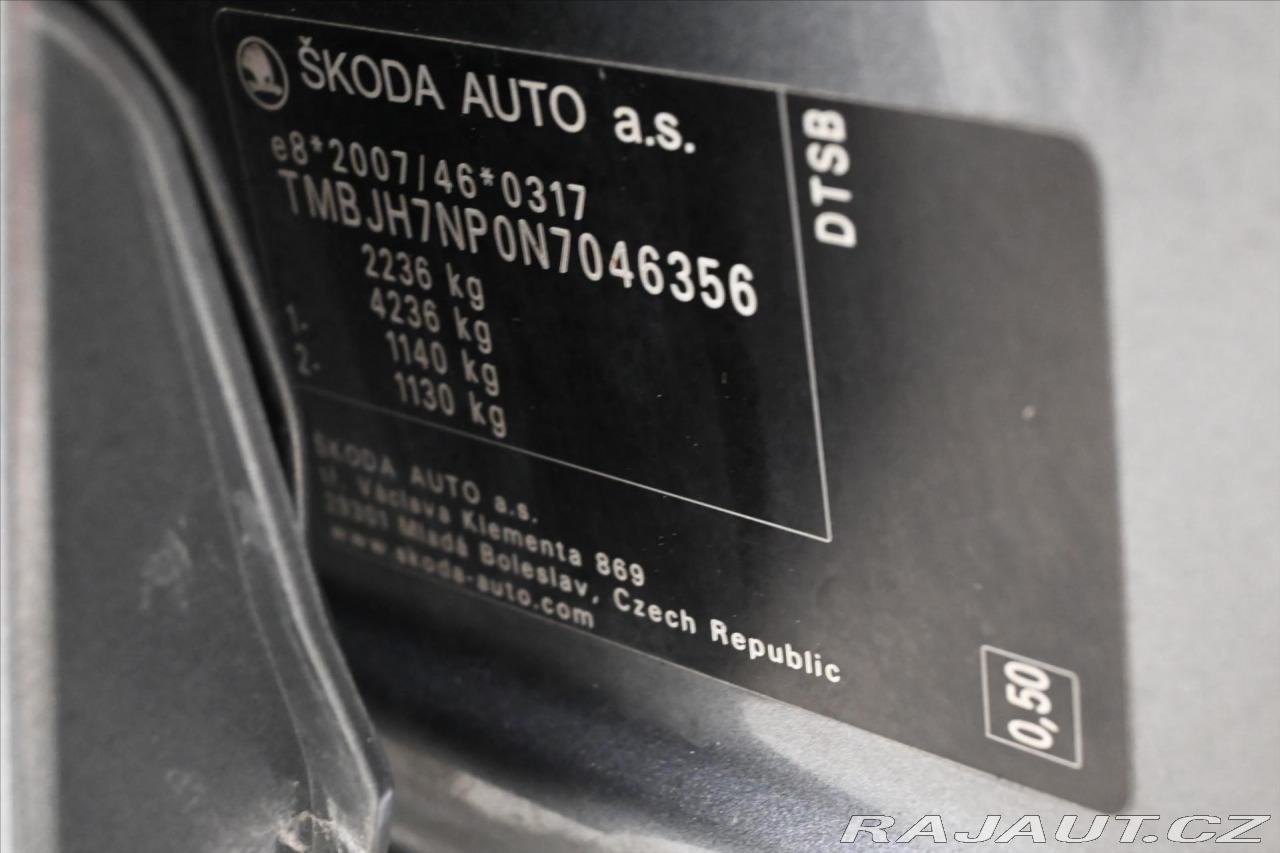 ŠKODA AUTO a.s.
e8*2007/46*0317
TMBJH7NP0N7046356
2236 kg
4236 kg
1- 1140 kg
2- 1130 kg
DTSB
ŠKODA AUTO a.s.
tř. Václava Klementa 869
29301 Mladá Boleslav, Czech Republic
www.skoda-auto.com
0,50
RAJAUT.CZ